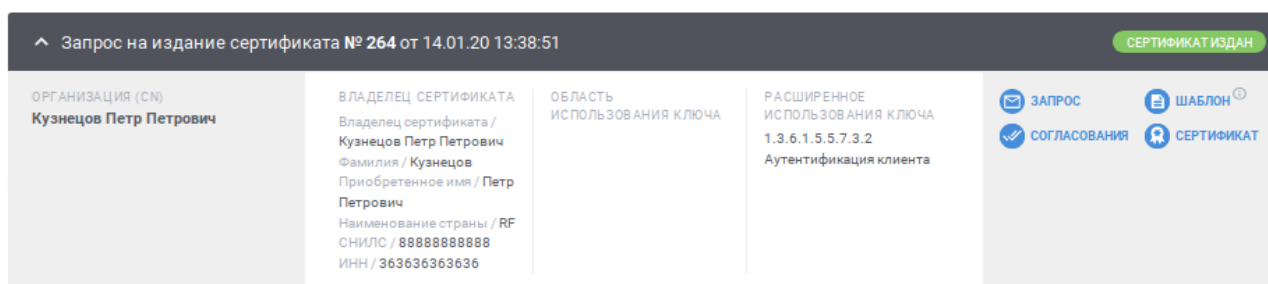 Запрос на издание сертификата № 264 от 14.01.20 13:38:51
СЕРТИФИКАТ ИЗДАН
ОРГАНИЗАЦИЯ (CN)
Кузнецов Петр Петрович
ВЛАДЕЛЕЦ СЕРТИФИКАТА
Владелец сертификата /
Кузнецов Петр Петрович
Фамилия / Кузнецов
Приобретенное имя / Петр
Петрович
Наименование страны / RF
СНИЛС / 88888888888
ИНН / 363636363636
ОБЛАСТЬ
ИСПОЛЬЗОВАНИЯ КЛЮЧА
РАСШИРЕННОЕ
ИСПОЛЬЗОВАНИЯ КЛЮЧА
1.3.6.1.5.5.7.3.2
Аутентификация клиента
ЗАПРОС
ШАБЛОН
СОГЛАСОВАНИЯ
СЕРТИФИКАТ